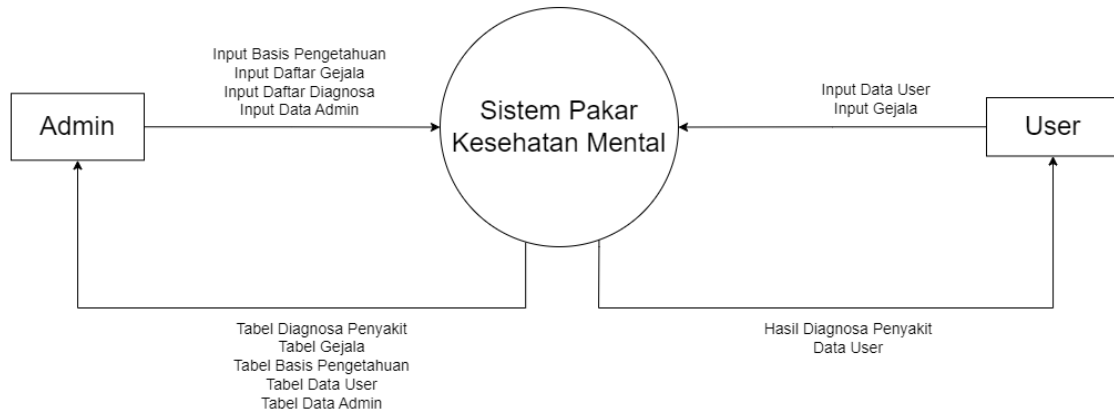 Input Basis Pengetahuan
Input Daftar Gejala
Input Daftar Diagnosa
Input Data Admin
Admin
Sistem Pakar
Kesehatan Mental
Input Data User
Input Gejala
User
Tabel Diagnosa Penyakit
Tabel Gejala
Tabel Basis Pengetahuan
Tabel Data User
Tabel Data Admin
Hasil Diagnosa Penyakit
Data User